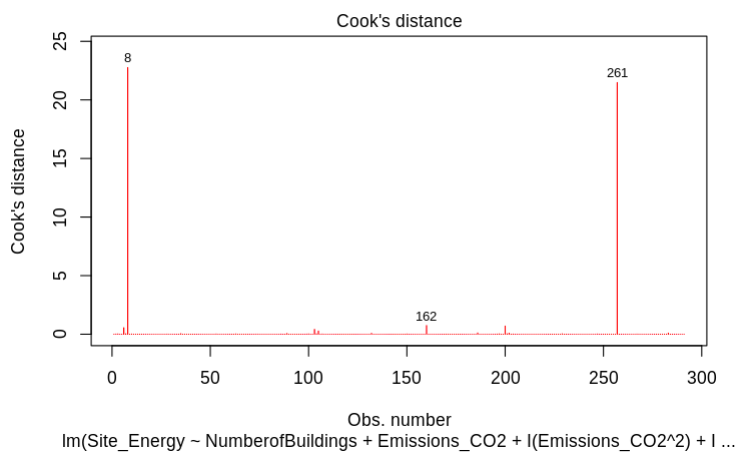 Cook's distance
25
20
15
10
5
0
Cook's distance
8
261
162
0 50 100 150 200 250 300
Obs. number
lm(Site_Energy ~ NumberofBuildings + Emissions_CO2 + I(Emissions_CO2^2) + I ...